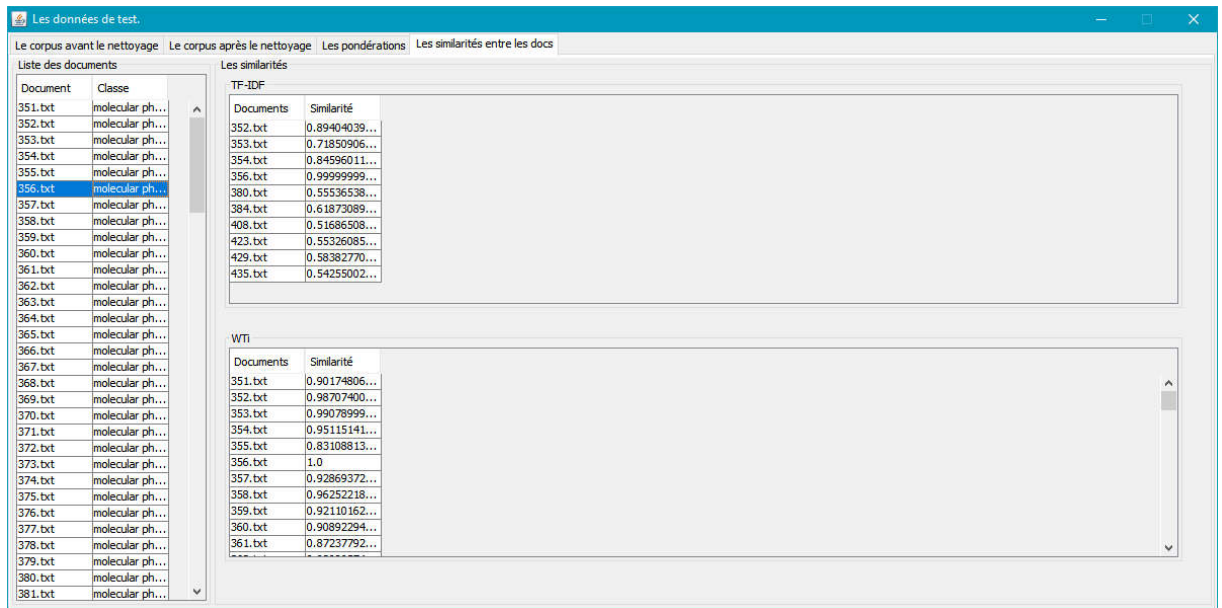 Les données de test.
Le corpus avant le nettoyage Le corpus après le nettoyage Les pondérations Les similarités entre les docs
Liste des documents
Document Classe
351.txt molecular ph...
352.txt molecular ph...
353.txt molecular ph...
354.txt molecular ph...
355.txt molecular ph...
356.txt molecular ph...
357.txt molecular ph...
358.txt molecular ph...
359.txt molecular ph...
360.txt molecular ph...
361.txt molecular ph...
362.txt molecular ph...
363.txt molecular ph...
364.txt molecular ph...
365.txt molecular ph...
366.txt molecular ph...
367.txt molecular ph...
368.txt molecular ph...
369.txt molecular ph...
370.txt molecular ph...
371.txt molecular ph...
372.txt molecular ph...
373.txt molecular ph...
374.txt molecular ph...
375.txt molecular ph...
376.txt molecular ph...
377.txt molecular ph...
378.txt molecular ph...
379.txt molecular ph...
380.txt molecular ph...
381.txt molecular ph...
Les similarités
TF-IDF
Documents Similarité
352.txt 0.89404039...
353.txt 0.71850906...
354.txt 0.84596011...
356.txt 0.99999999...
380.txt 0.55536538...
384.txt 0.61873089...
408.txt 0.51686508...
423.txt 0.55326085...
429.txt 0.58382770...
435.txt 0.54255002...
WTi
Documents Similarité
351.txt 0.90174806...
352.txt 0.98707400...
353.txt 0.99078999...
354.txt 0.95115141...
355.txt 0.83108813...
356.txt 1.0
357.txt 0.92869372...
358.txt 0.96252218...
359.txt 0.92110162...
360.txt 0.90892294...
361.txt 0.87237792...